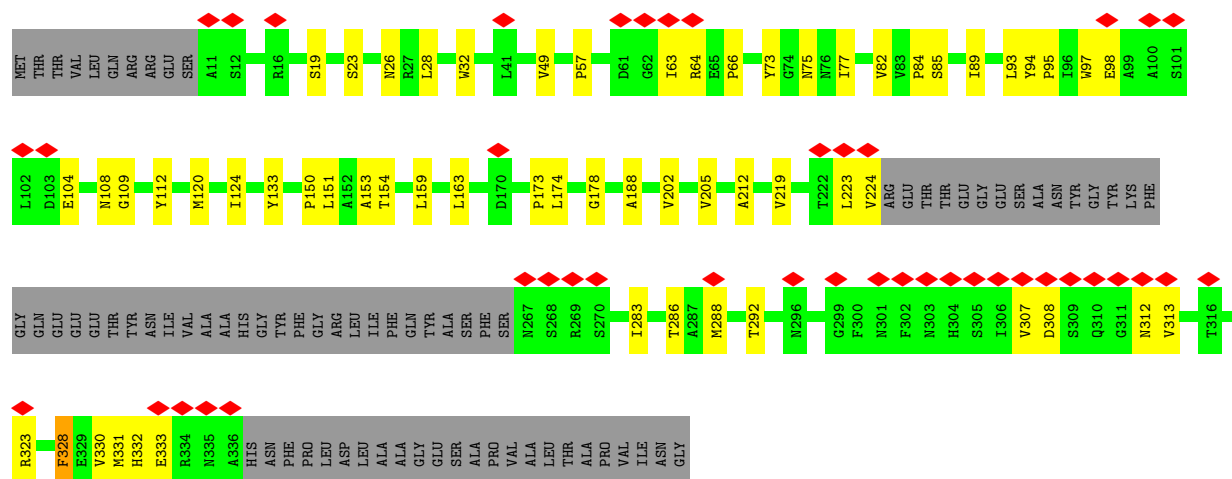 MET THR THR VAL LEU GLN ARG ARG GLU SER A11 S12 R16 S19 S23 N26 R27 L28 W32 L41 V49 P57 D61 G62 I63 R64 E65 P66 Y73 G74 N75 N76 I77 V82 V83 P84 S85 I89 L93 Y94 P95 I96 W97 E98 A99 A100 S101
L102 D103 E104 N108 G109 Y112 M120 I124 Y133 P150 L151 A152 A153 T154 L159 L163 D170 P173 L174 G178 A188 V202 V205 A212 V219 T222 L223 V224 ARG GLU THR THR GLU GLY GLU SER ALA ASN TYR GLY TYR LYS PHE
GLY GLN GLU GLU GLU THR TYR ASN ILE VAL ALA ALA HIS GLY TYR PHE GLY ARG LEU ILE PHE GLN TYR ALA SER PHE SER N267 S268 R269 S270 I283 T286 A287 M288 T292 N296 G299 F300 N301 F302 N303 H304 S305 I306 V307 D308 S309 Q310 G311 N312 V313 T316
R323 F328 E329 V330 M331 H332 E333 R334 N335 A336 HIS ASN PHE PRO LEU ASP LEU ALA ALA GLY GLU SER ALA PRO VAL ALA LEU THR ALA PRO VAL ILE ASN GLY